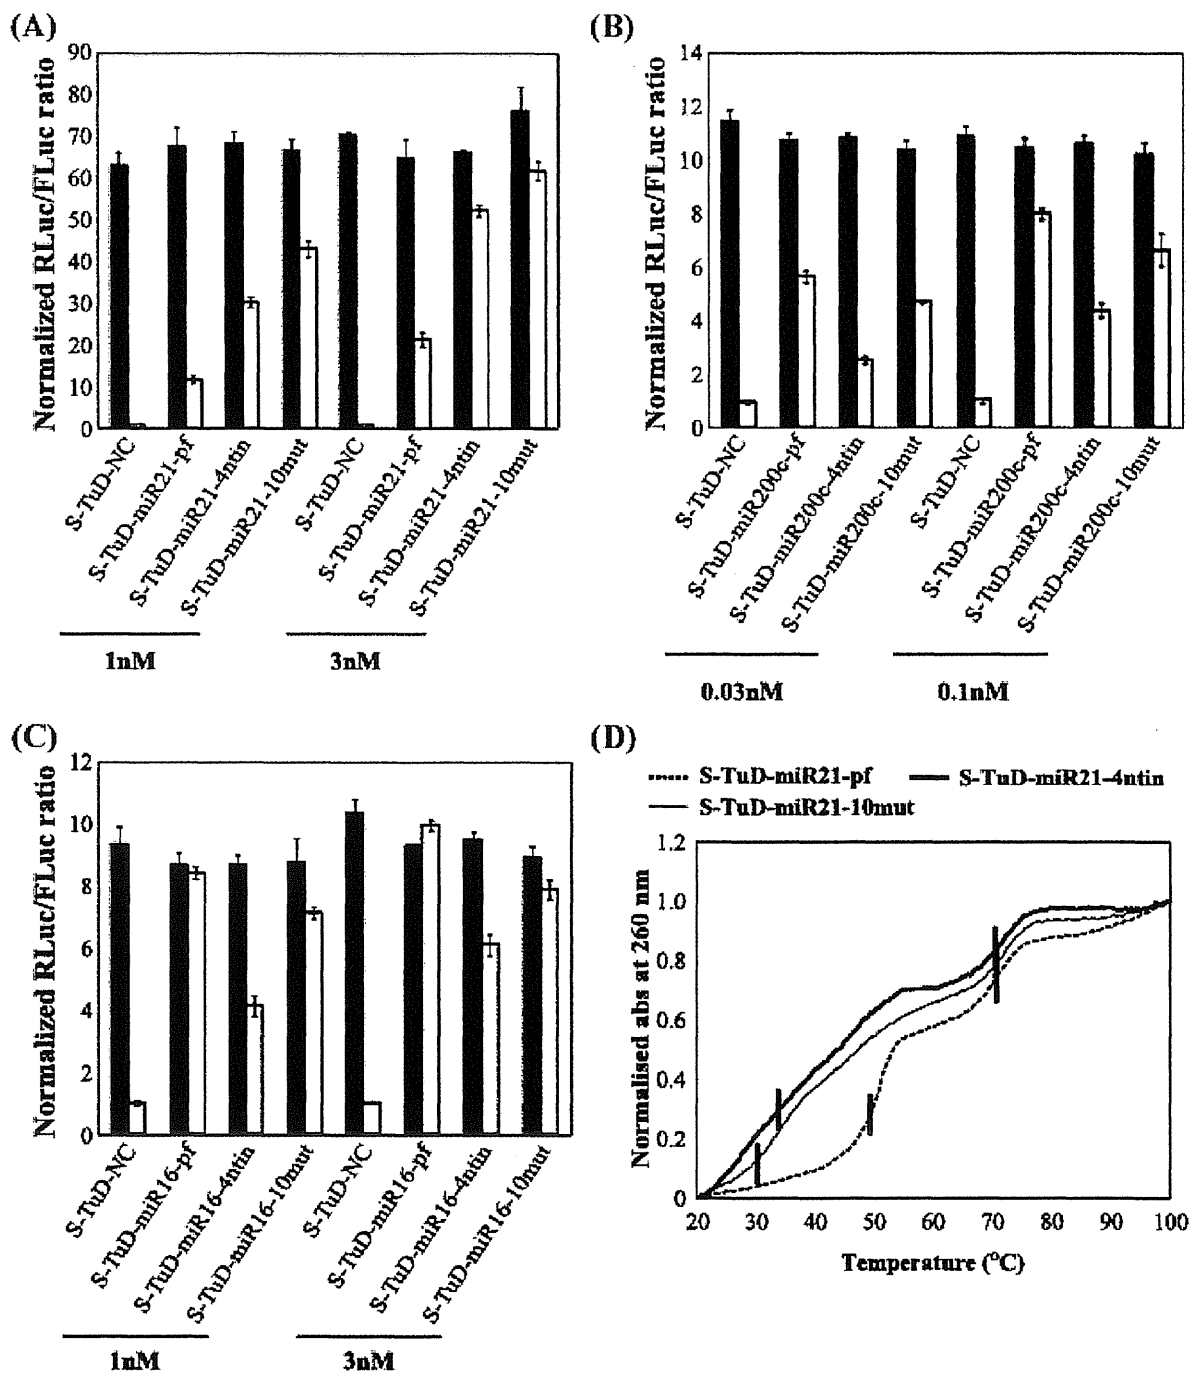 (A)
Normalized RLuc/FLuc ratio
90
80
70
60
50
40
30
20
10
0
S-TuD-NC
S-TuD-miR21-pf
S-TuD-miR21-4ntin
S-TuD-miR21-10mut
S-TuD-NC
S-TuD-miR21-pf
S-TuD-miR21-4ntin
S-TuD-miR21-10mut
1nM
3nM
(B)
Normalized RLuc/FLuc ratio
14
12
10
8
6
4
2
0
S-TuD-NC
S-TuD-miR200c-pf
S-TuD-miR200c-4ntin
S-TuD-miR200c-10mut
S-TuD-NC
S-TuD-miR200c-pf
S-TuD-miR200c-4ntin
S-TuD-miR200c-10mut
0.03nM
0.1nM
(C)
Normalized RLuc/FLuc ratio
12
10
8
6
4
2
0
S-TuD-NC
S-TuD-miR16-pf
S-TuD-miR16-4ntin
S-TuD-miR16-10mut
S-TuD-NC
S-TuD-miR16-pf
S-TuD-miR16-4ntin
S-TuD-miR16-10mut
1nM
3nM
(D)
S-TuD-miR21-pf
S-TuD-miR21-4ntin
S-TuD-miR21-10mut
Normalised abs at 260 nm
1.2
1.0
0.8
0.6
0.4
0.2
0
20 30 40 50 60 70 80 90 100
Temperature (°C)